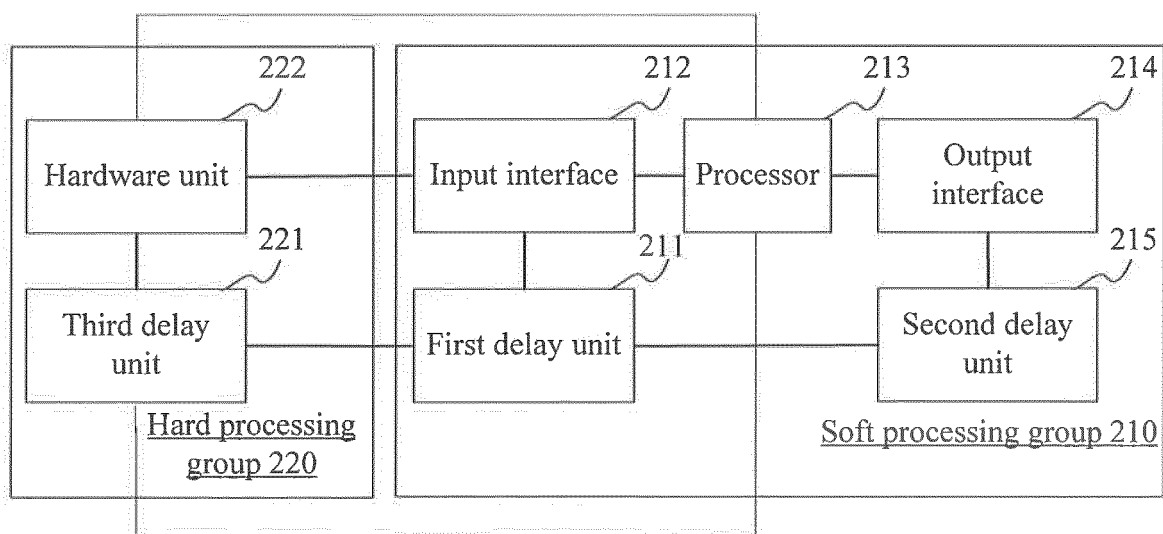 222
212
213
214
Hardware unit
Input interface
Processor
Output
interface
221
211
215
Third delay
unit
First delay unit
Second delay
unit
Hard processing
group 220
Soft processing group 210